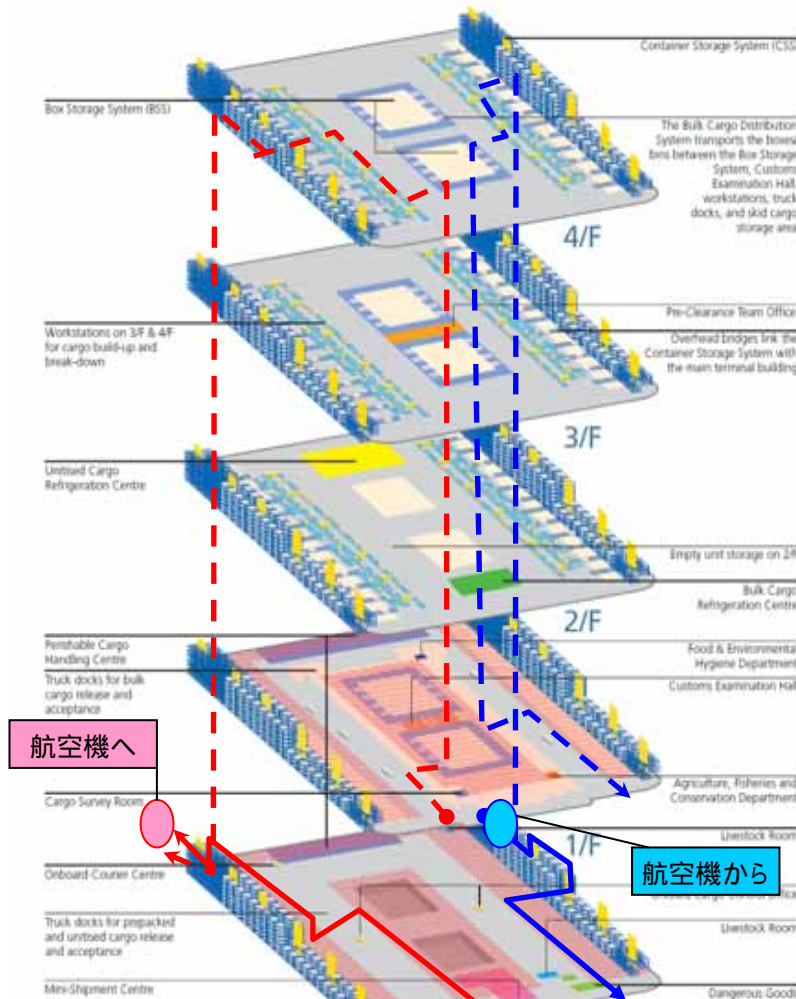 Container Storage System (CSS)
Box Storage System (BSS)
The Bulk Cargo Distribution
System transports the boxes/
bins between the Box Storage
System, Customs
Examination Hall,
workstations, truck
docks, and skid cargo
storage area
4/F
Pre-Clearance Team Office
Workstations on 3/F & 4/F
for cargo build-up and
break-down
Overhead bridges link the
Container Storage System with
the main terminal building
3/F
Unitised Cargo
Refrigeration Centre
Empty unit storage on 2/F
Bulk Cargo
Refrigeration Centre
2/F
Perishable Cargo
Handling Centre
Food & Environmental
Hygiene Department
Truck docks for bulk
cargo release and
acceptance
Customs Examination Hall
航空機へ
Cargo Survey Room
Agriculture, Fisheries and
Conservation Department
Livestock Room
1/F
航空機から
Onboard Courier Centre
Cargo Control Office
Truck docks for prepacked
and unitised cargo release
and acceptance
Livestock Room
Mini-Shipment Centre
Dangerous Goods